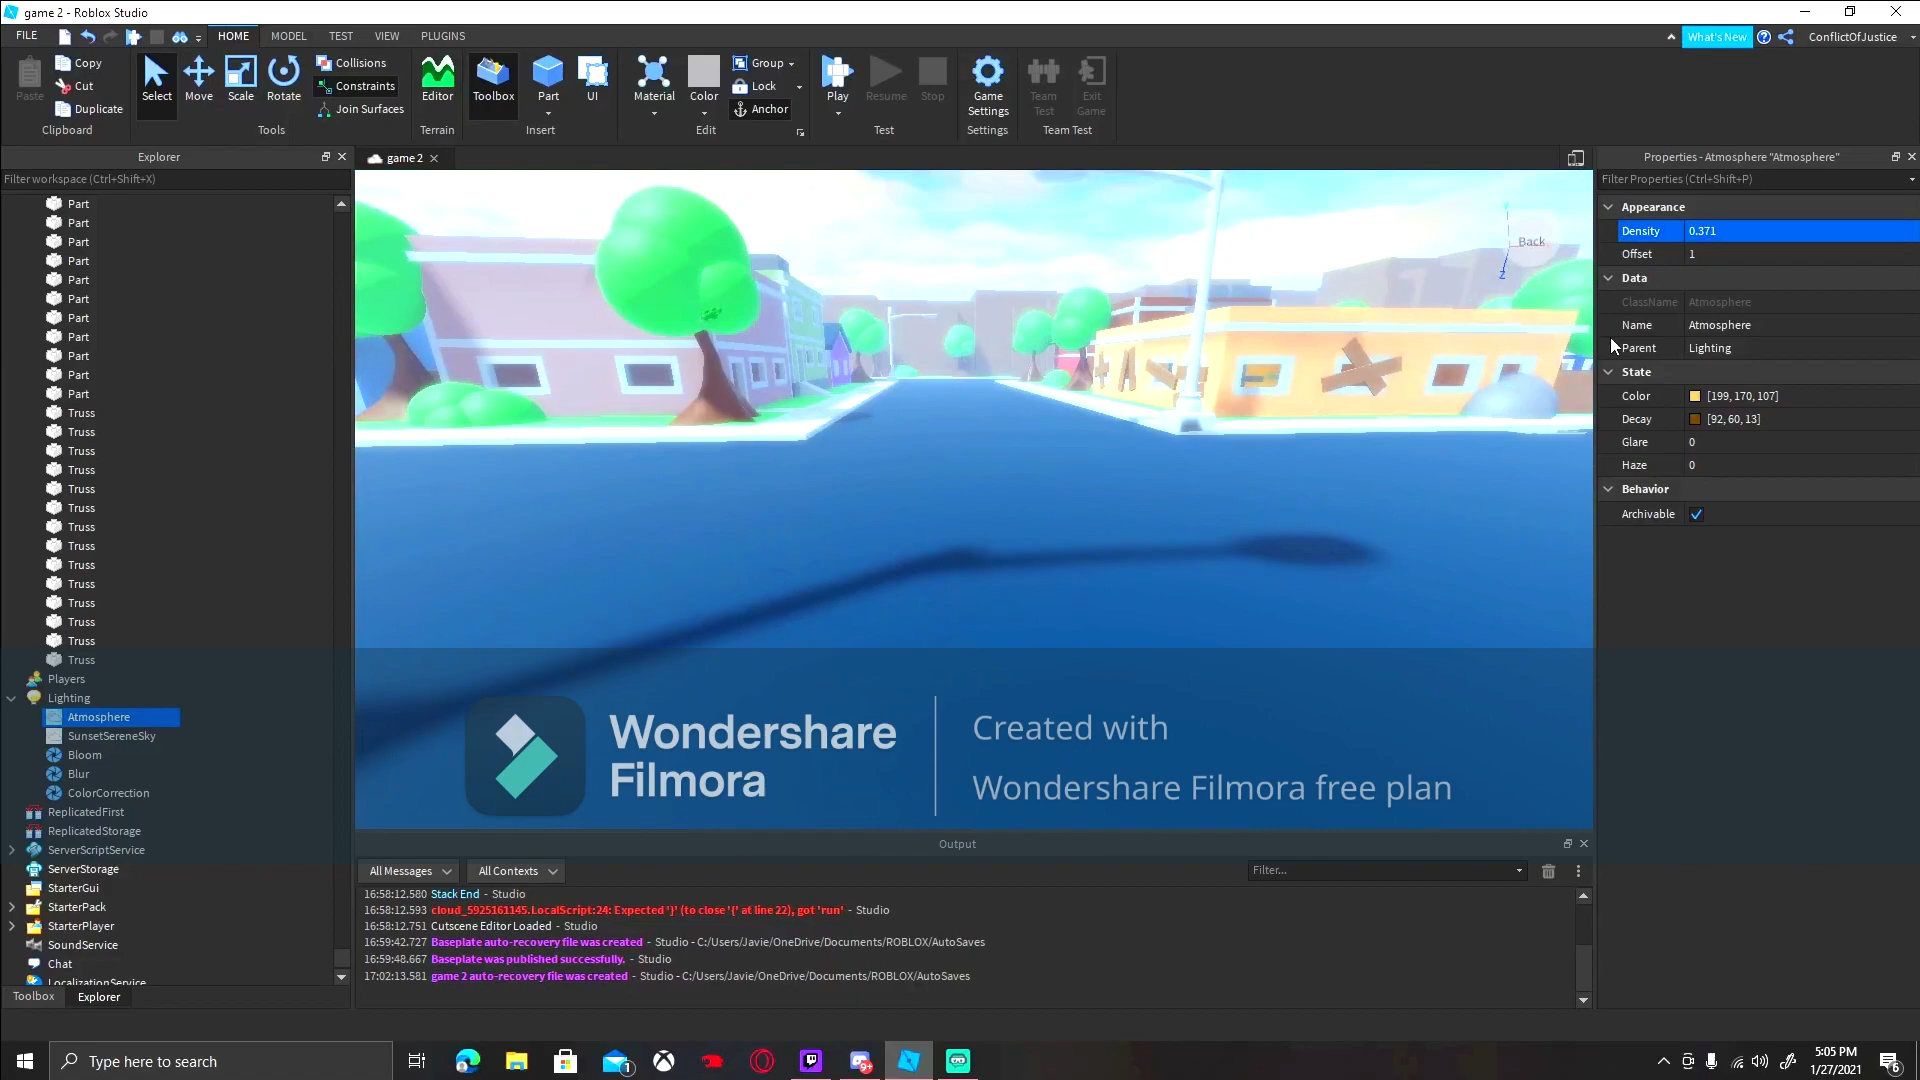 game 2 - Roblox Studio
FILE HOME MODEL TEST VIEW PLUGINS What's New ConflictOfJustice
Paste Copy Cut Duplicate Clipboard
Select Move Scale Rotate Collisions Constraints Join Surfaces Tools
Editor Terrain
Toolbox Part UI Insert
Material Color Group Lock Anchor Edit
Play Resume Stop Test
Game Settings Settings
Team Test Exit Game Team Test
Explorer
Filter workspace (Ctrl+Shift+X)
Part
Part
Part
Part
Part
Part
Part
Part
Part
Part
Part
Truss
Truss
Truss
Truss
Truss
Truss
Truss
Truss
Truss
Truss
Truss
Truss
Truss
Truss
Players
Lighting
Atmosphere
SunsetSereneSky
Bloom
Blur
ColorCorrection
ReplicatedFirst
ReplicatedStorage
ServerScriptService
ServerStorage
StarterGui
StarterPack
StarterPlayer
SoundService
Chat
LocalizationService
Toolbox Explorer
game 2
Back
Z
Wondershare
Filmora
Created with
Wondershare Filmora free plan
Output
All Messages All Contexts Filter...
16:58:12.580 Stack End - Studio
16:58:12.593 cloud_5925161145.LocalScript:24: Expected '}' (to close '{' at line 22), got 'run' - Studio
16:58:12.751 Cutscene Editor Loaded - Studio
16:59:42.727 Baseplate auto-recovery file was created - Studio - C:/Users/Javie/OneDrive/Documents/ROBLOX/AutoSaves
16:59:48.667 Baseplate was published successfully. - Studio
17:02:13.581 game 2 auto-recovery file was created - Studio - C:/Users/Javie/OneDrive/Documents/ROBLOX/AutoSaves
Properties - Atmosphere "Atmosphere"
Filter Properties (Ctrl+Shift+P)
Appearance
Density 0.371
Offset 1
Data
ClassName Atmosphere
Name Atmosphere
Parent Lighting
State
Color [199, 170, 107]
Decay [92, 60, 13]
Glare 0
Haze 0
Behavior
Archivable
Type here to search
1
9+
5:05 PM
1/27/2021
6